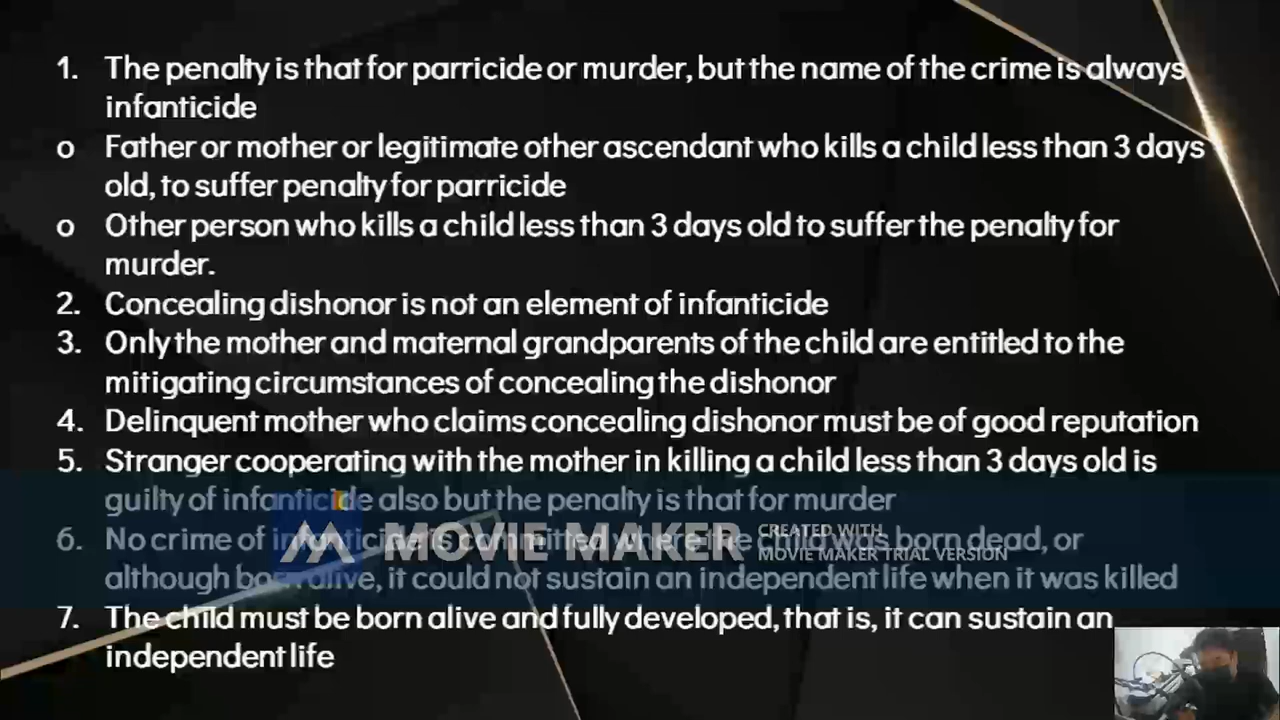 1. The penalty is that for parricide or murder, but the name of the crime is always
infanticide
o Father or mother or legitimate other ascendant who kills a child less than 3 days
old, to suffer penalty for parricide
o Other person who kills a child less than 3 days old to suffer the penalty for
murder.
2. Concealing dishonor is not an element of infanticide
3. Only the mother and maternal grandparents of the child are entitled to the
mitigating circumstances of concealing the dishonor
4. Delinquent mother who claims concealing dishonor must be of good reputation
5. Stranger cooperating with the mother in killing a child less than 3 days old is
guilty of infanticide also but the penalty is that for murder
6. No crime of infanticide is committed where the child was born dead, or
MOVIE MAKER CREATED WITH
MOVIE MAKER TRIAL VERSION
although born alive, it could not sustain an independent life when it was killed
7. The child must be born alive and fully developed, that is, it can sustain an
independent life